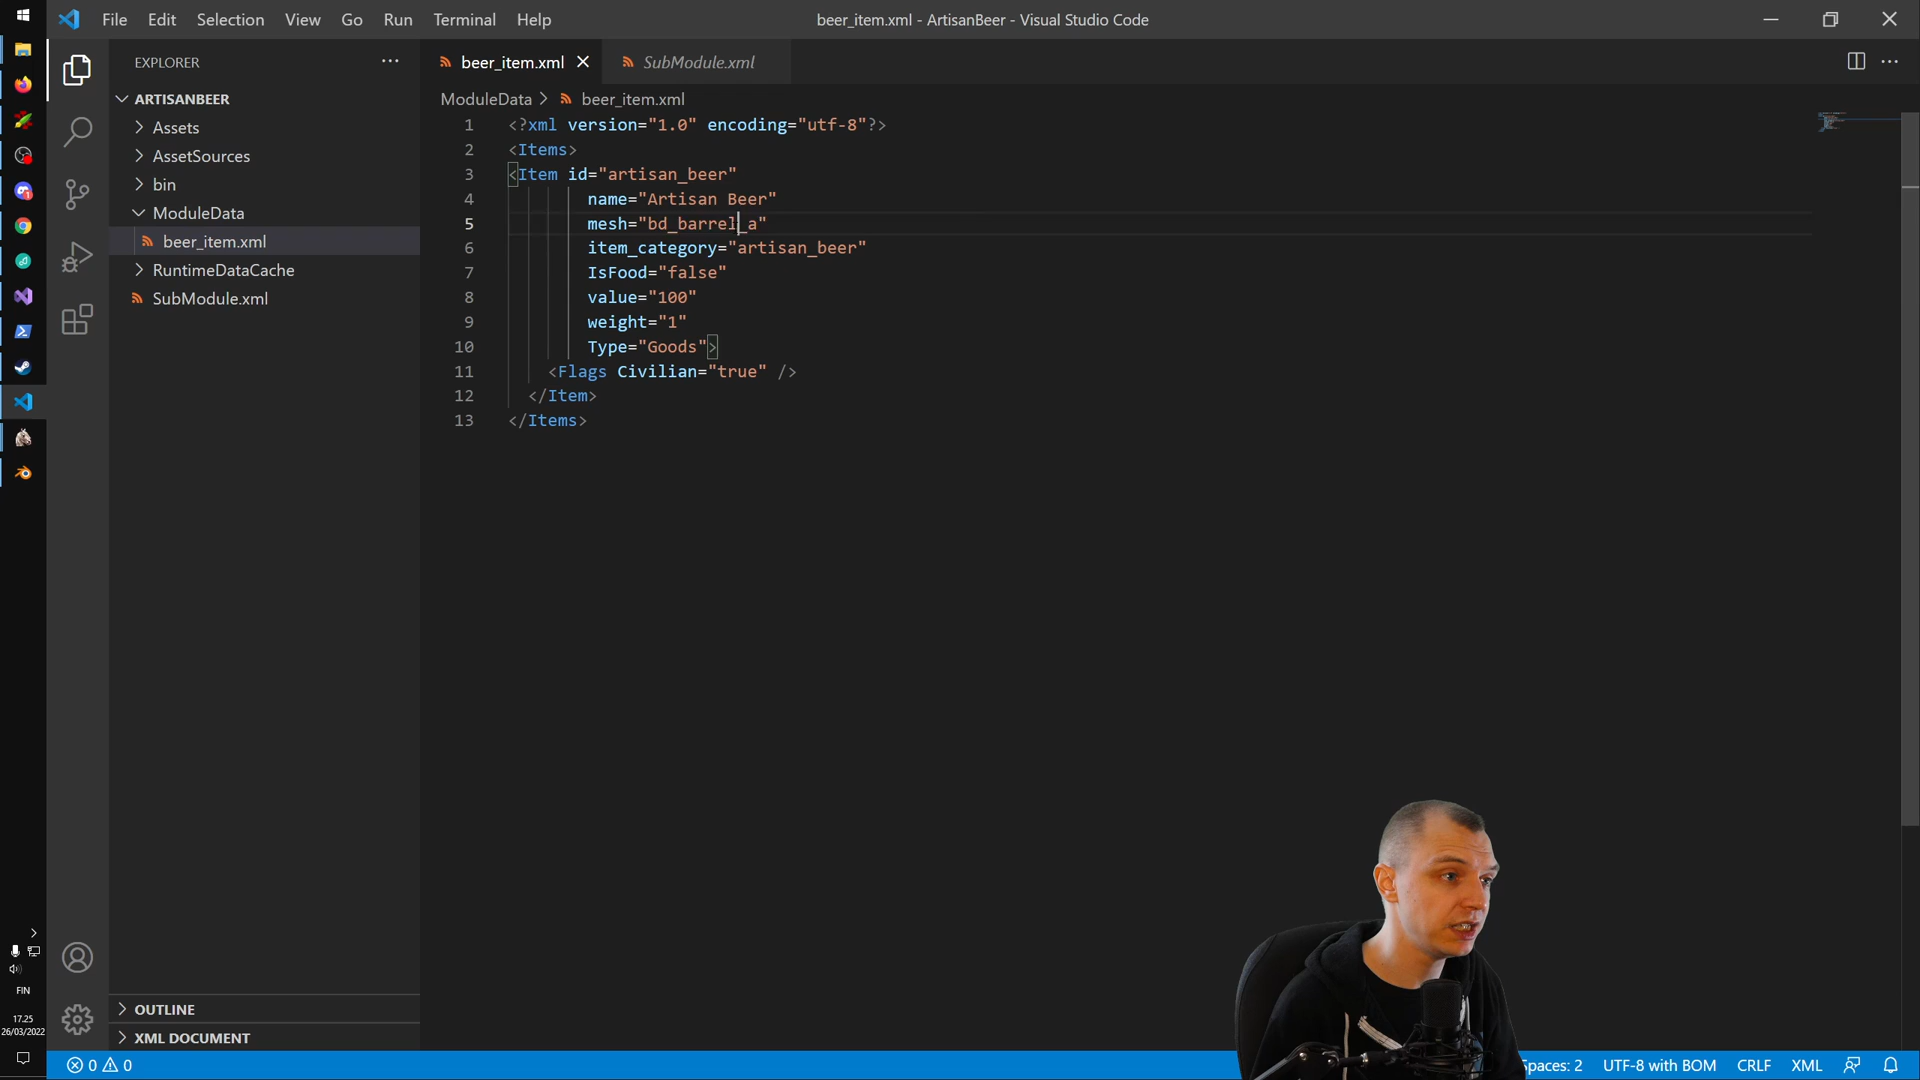 File Edit Selection View Go Run Terminal Help
beer_item.xml - ArtisanBeer - Visual Studio Code
EXPLORER
ARTISANBEER
Assets
AssetSources
bin
ModuleData
beer_item.xml
RuntimeDataCache
SubModule.xml
OUTLINE
XML DOCUMENT
beer_item.xml
SubModule.xml
ModuleData > beer_item.xml
1 <?xml version="1.0" encoding="utf-8"?>
2 <Items>
3 <Item id="artisan_beer"
4 name="Artisan Beer"
5 mesh="bd_barrel_a"
6 item_category="artisan_beer"
7 IsFood="false"
8 value="100"
9 weight="1"
10 Type="Goods">
11 <Flags Civilian="true" />
12 </Item>
13 </Items>
FIN
17.25
26/03/2022
0 0
Spaces: 2 UTF-8 with BOM CRLF XML